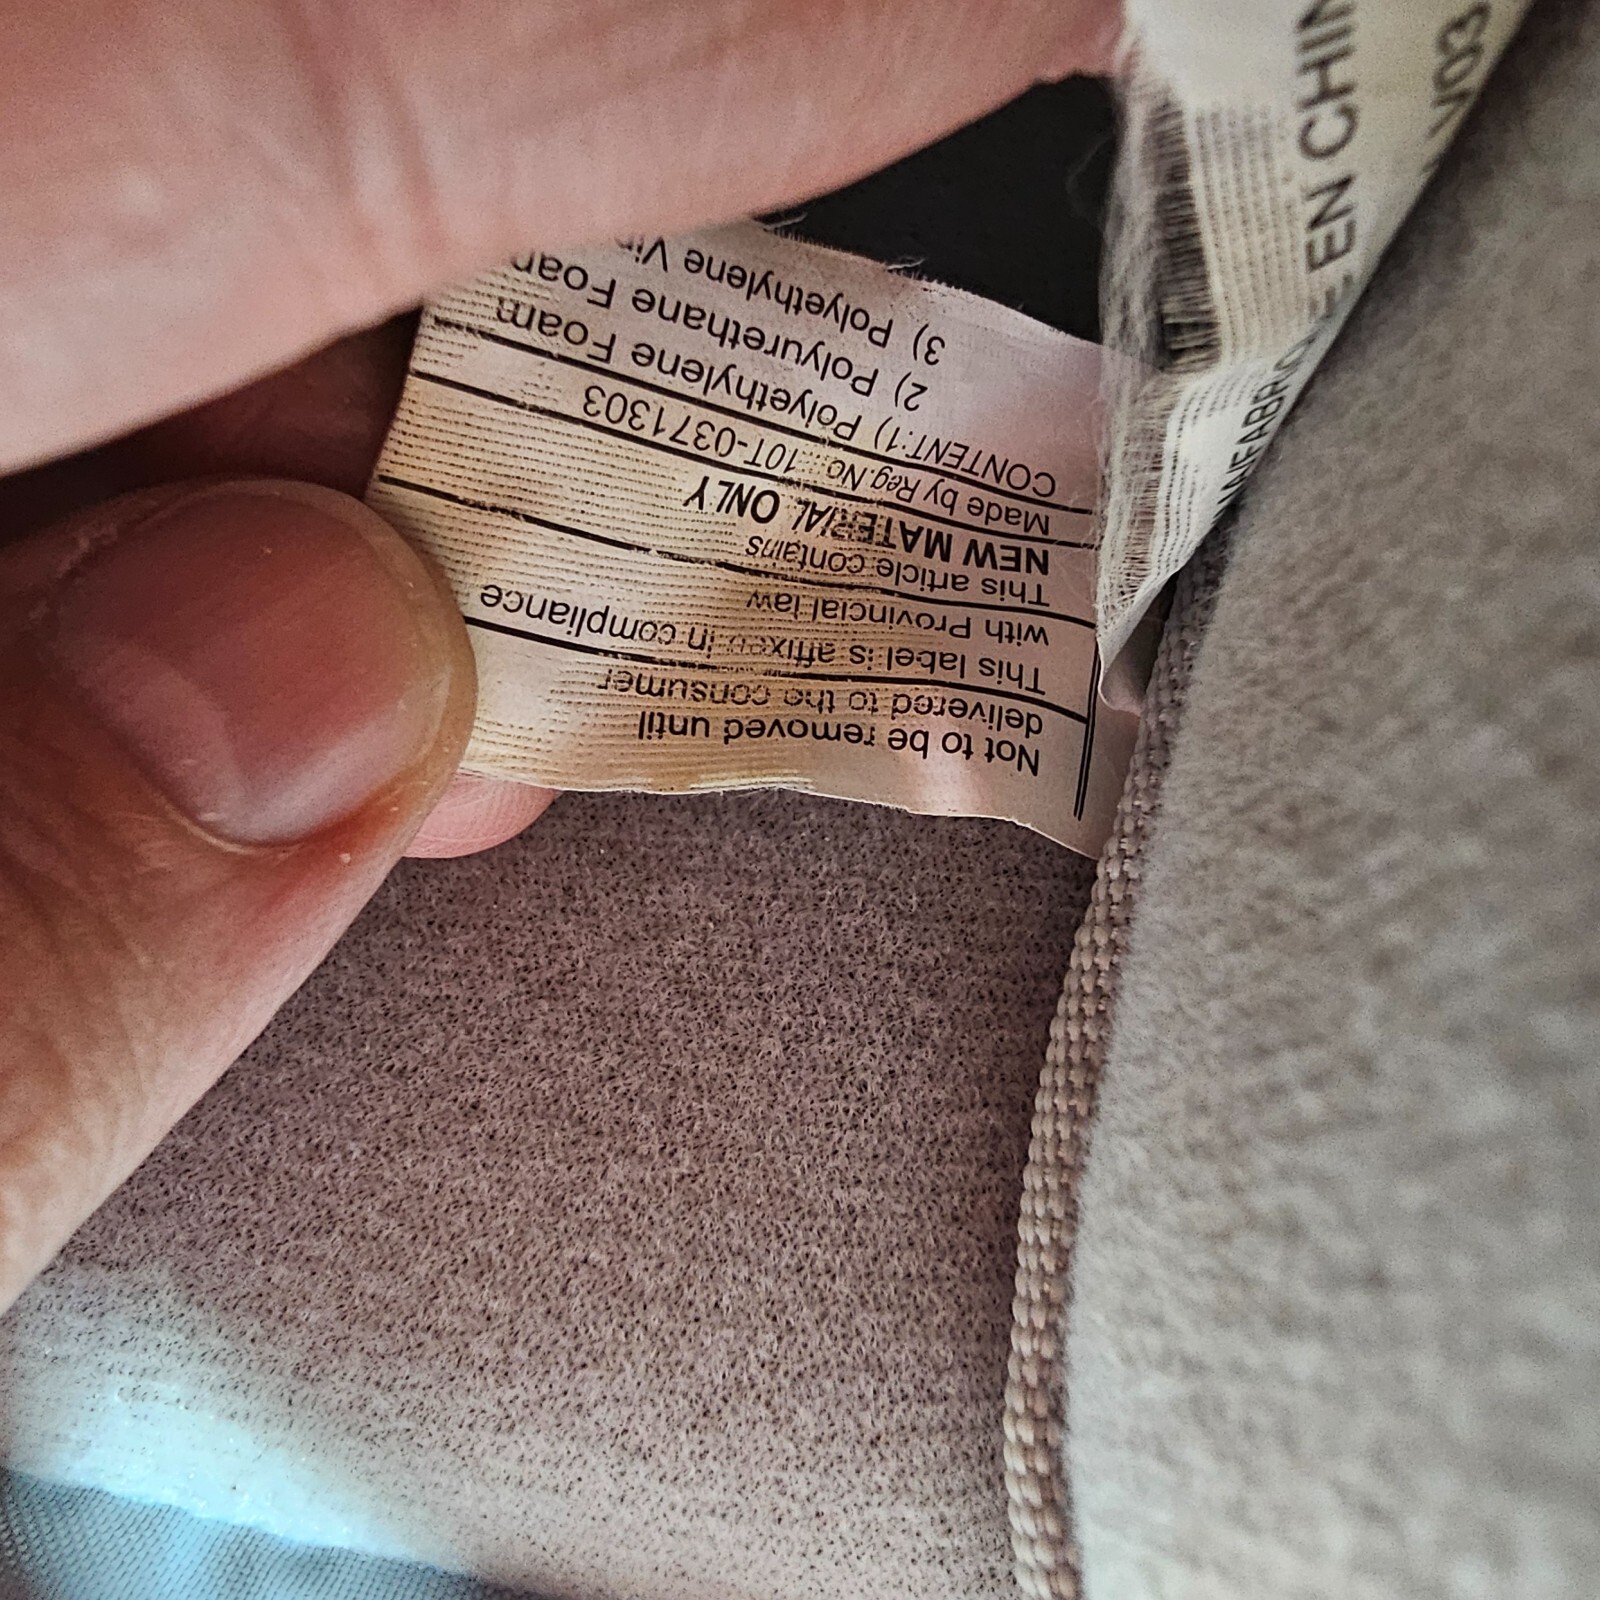 Not to be removed until
delivered to the consumer
This label is affixed in compliance
with Provincial law
This article contains
NEW MATERIAL ONLY
Made by Reg.No. 10T-0371303
CONTENT:1) Polyethylene Foam
2) Polyurethane Foam
3) Polyethylene
EN CHIN
V03